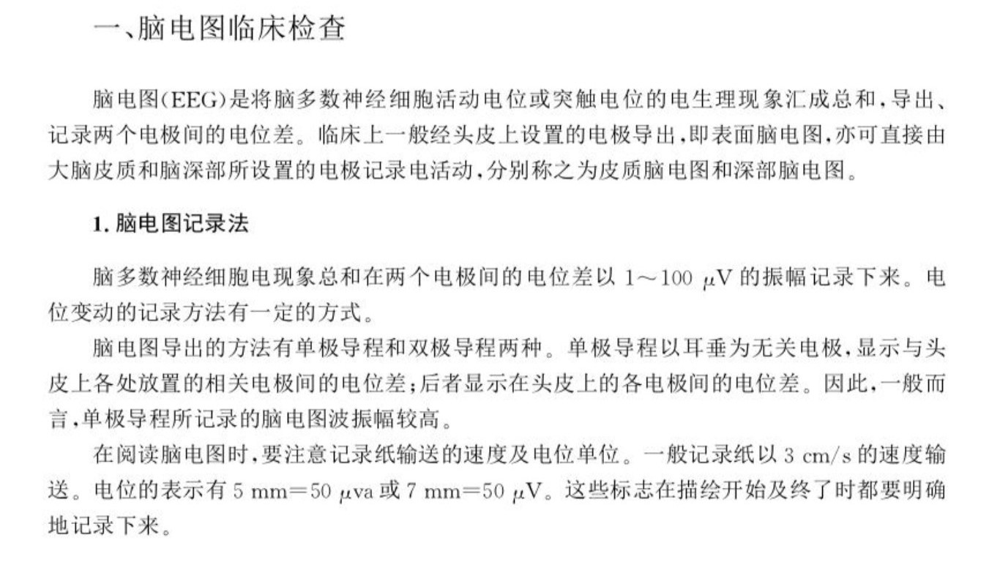 一、脑电图临床检查
脑电图(EEG)是将脑多数神经细胞活动电位或突触电位的电生理现象汇成总和,导出、
记录两个电极间的电位差。临床上一般经头皮上设置的电极导出,即表面脑电图,亦可直接由
大脑皮质和脑深部所设置的电极记录电活动,分别称之为皮质脑电图和深部脑电图。
1. 脑电图记录法
脑多数神经细胞电现象总和在两个电极间的电位差以 1～100 μV 的振幅记录下来。电
位变动的记录方法有一定的方式。
脑电图导出的方法有单极导程和双极导程两种。单极导程以耳垂为无关电极,显示与头
皮上各处放置的相关电极间的电位差;后者显示在头皮上的各电极间的电位差。因此,一般而
言,单极导程所记录的脑电图波振幅较高。
在阅读脑电图时,要注意记录纸输送的速度及电位单位。一般记录纸以 3 cm/s 的速度输
送。电位的表示有 5 mm=50 μva 或 7 mm=50 μV。这些标志在描绘开始及终了时都要明确
地记录下来。